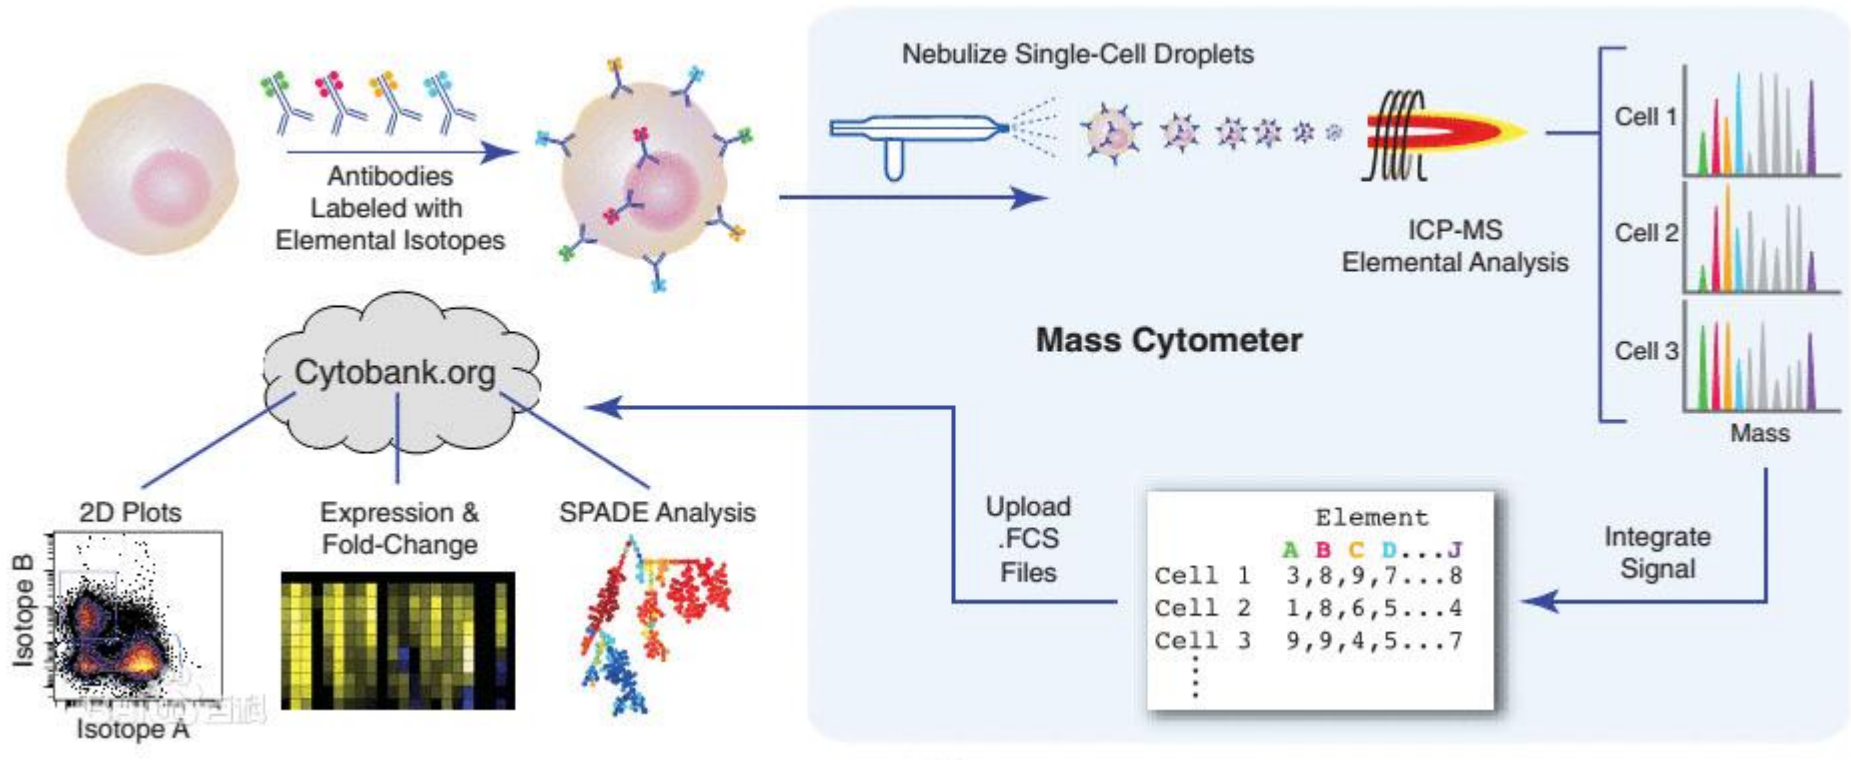 Nebulize Single-Cell Droplets
Antibodies
Labeled with
Elemental Isotopes
ICP-MS
Elemental Analysis
Cell 1
Cell 2
Cell 3
Mass
Mass Cytometer
Cytobank.org
2D Plots
Isotope B
Isotope A
Expression &
Fold-Change
SPADE Analysis
Upload
.FCS
Files
Element
A B C D...J
Cell 1 3,8,9,7...8
Cell 2 1,8,6,5...4
Cell 3 9,9,4,5...7
Integrate
Signal